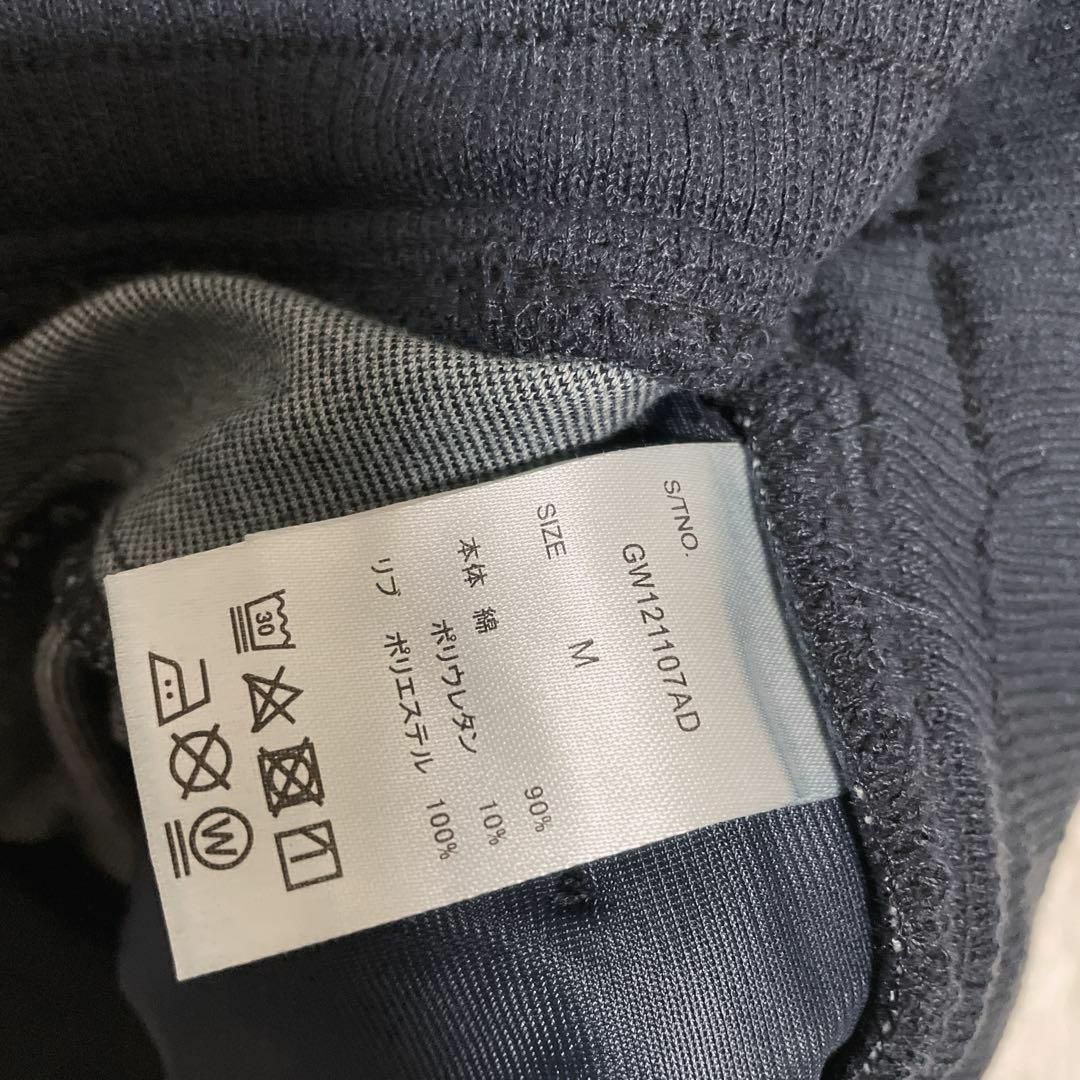 S/TNO.
GW121107AD
SIZE M
本体 綿 90%
ポリウレタン 10%
リブ ポリエステル 100%
30
W